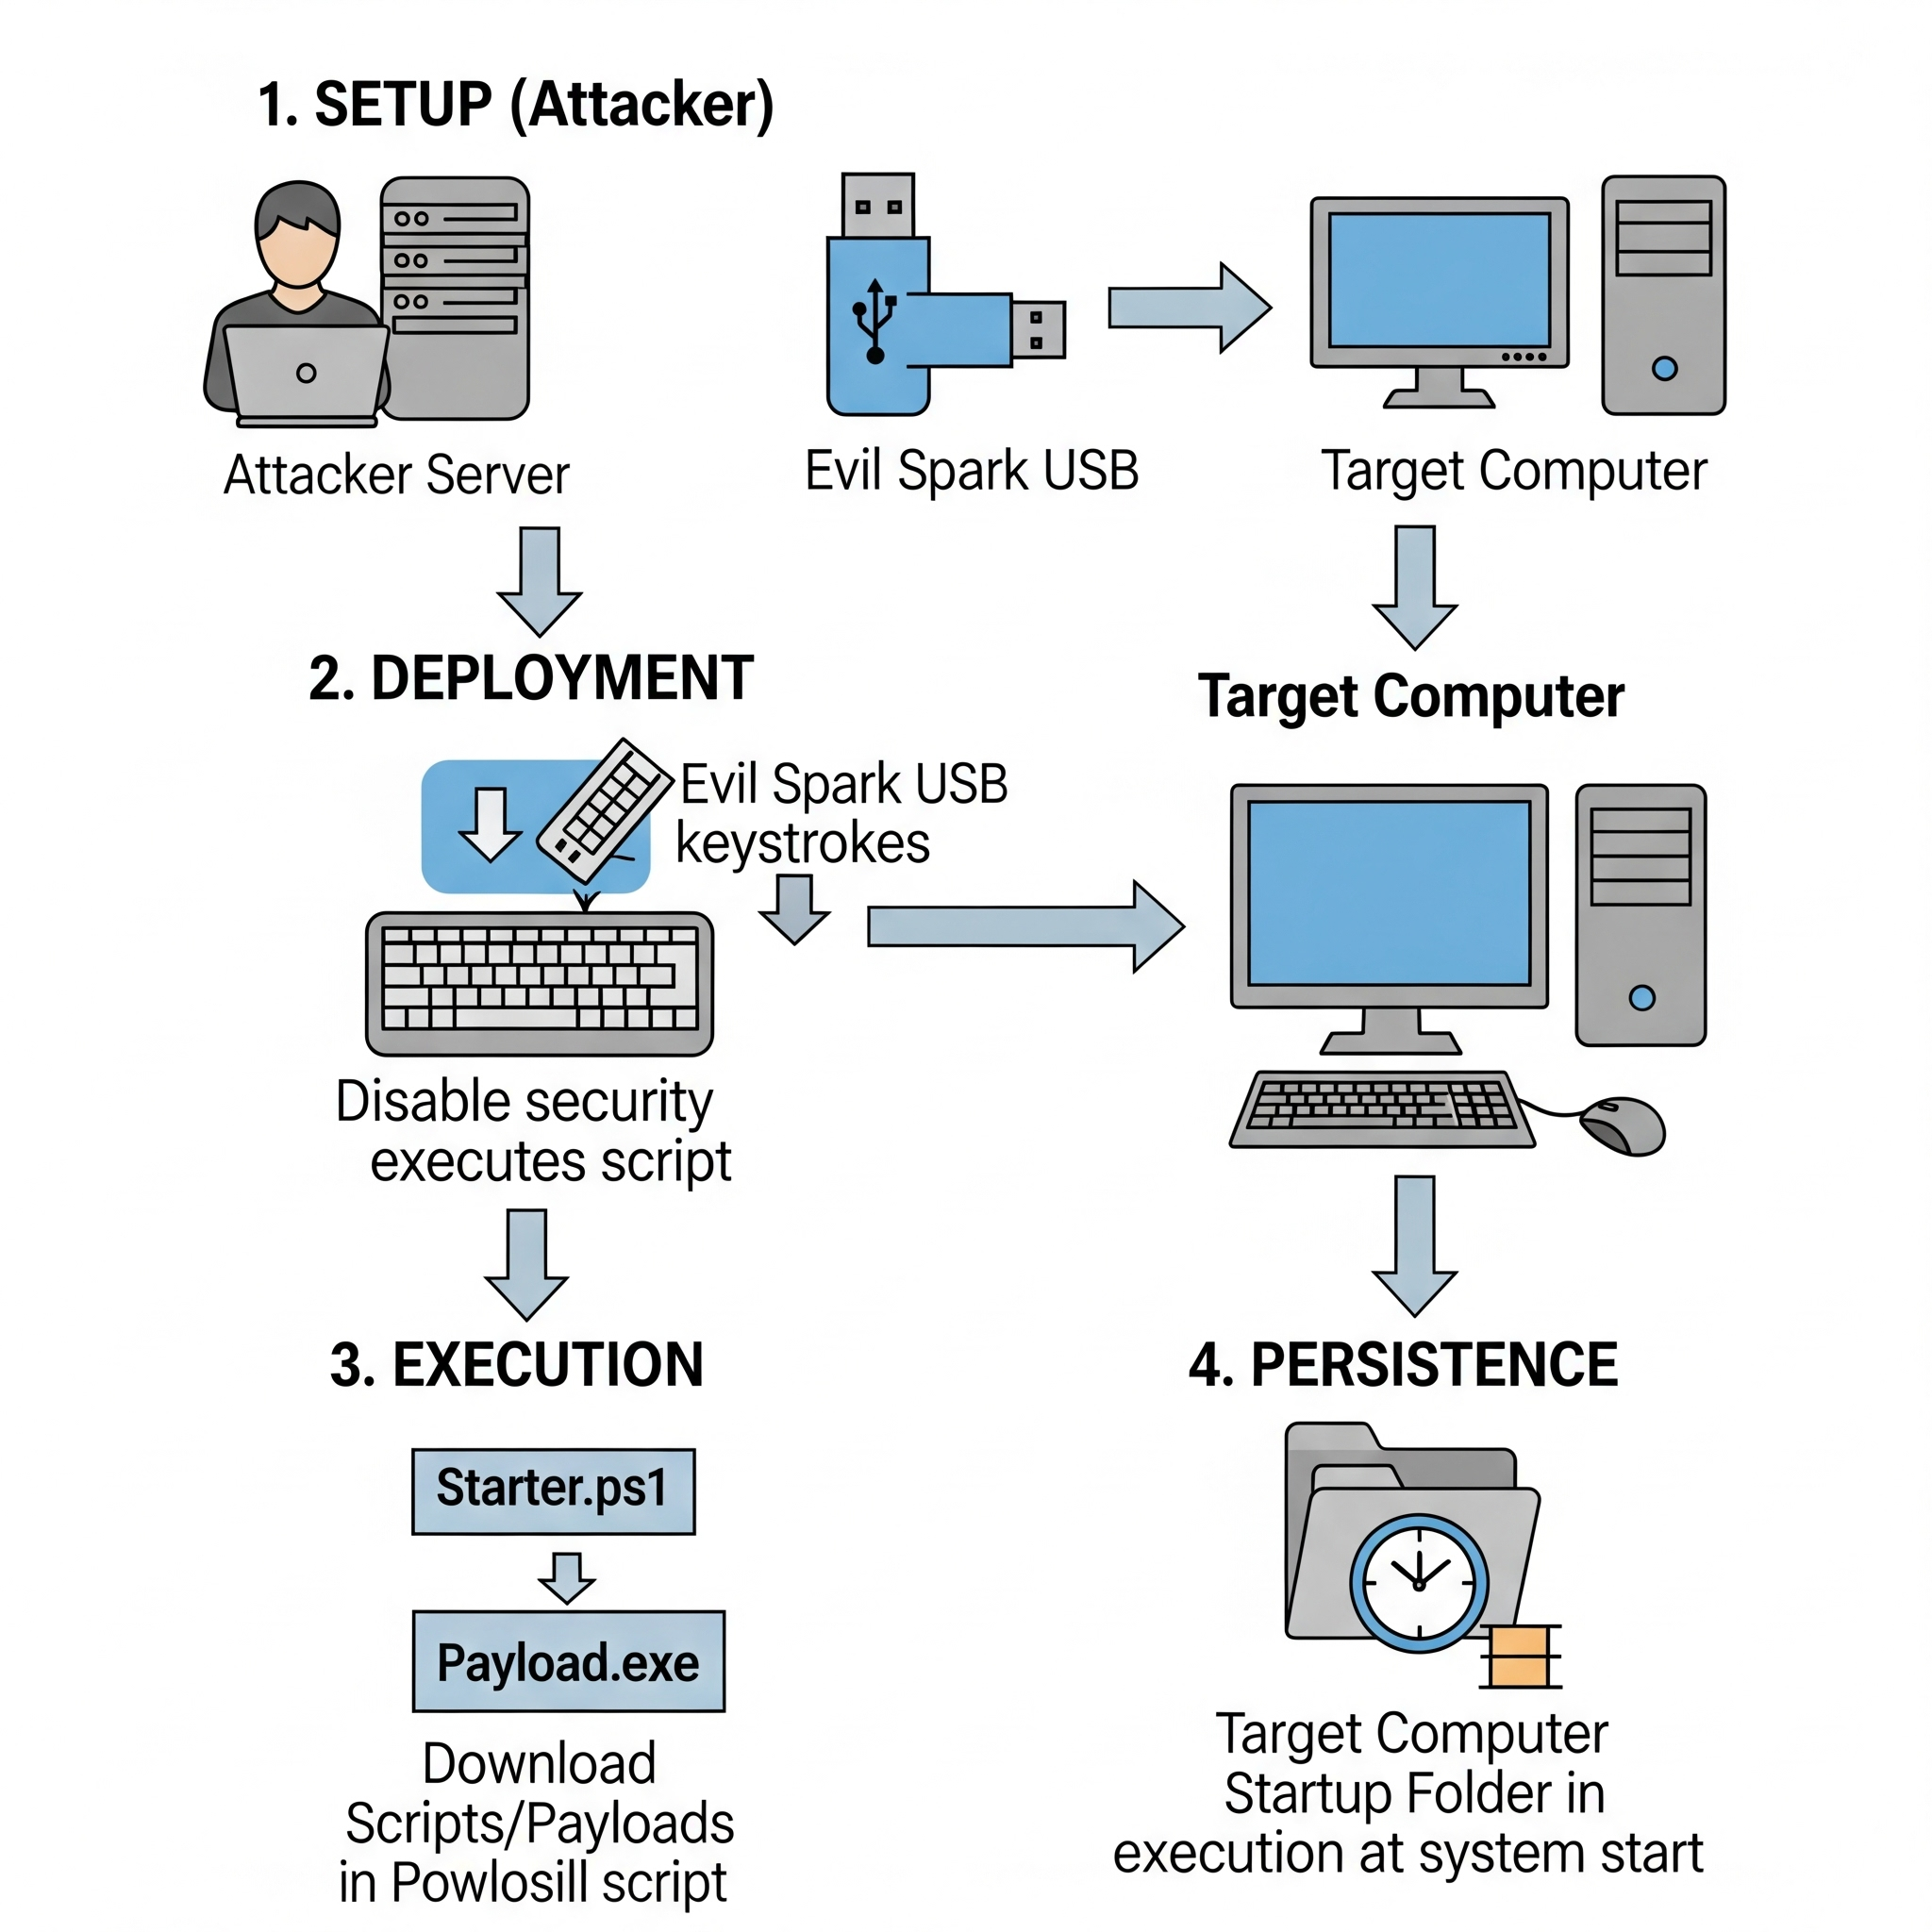 1. SETUP (Attacker)
Attacker Server
Evil Spark USB
Target Computer
2. DEPLOYMENT
Evil Spark USB
keystrokes
Disable security
executes script
Target Computer
3. EXECUTION
Starter.ps1
Payload.exe
Download
Scripts/Payloads
in Powlosill script
4. PERSISTENCE
Target Computer
Startup Folder in
execution at system start